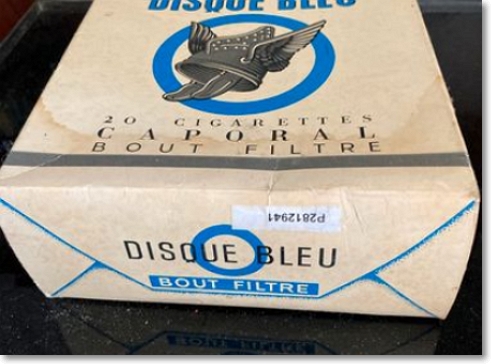 DISQUE BLEU
20 CIGARETTES
CAPORAL
BOUT FILTRE
P2812941
DISQUE BLEU
BOUT FILTRE